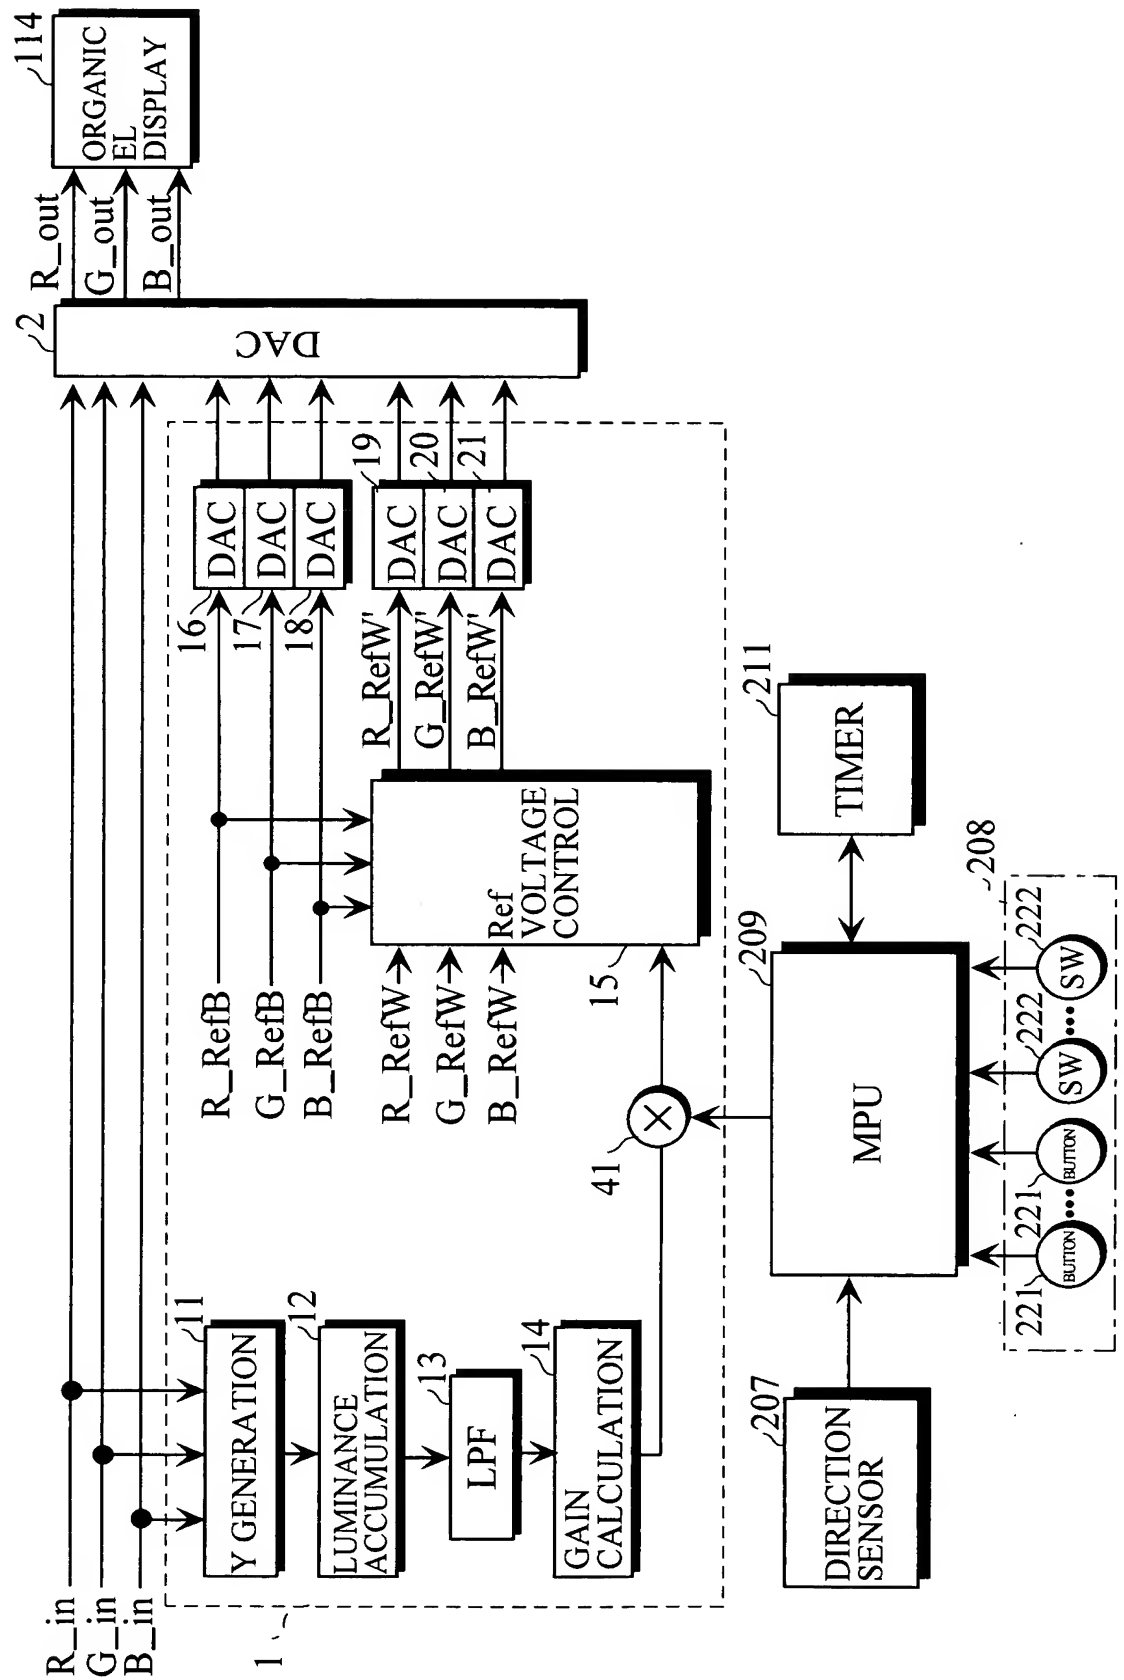 R_in
G_in
B_in
1
11
Y GENERATION
12
LUMINANCE
ACCUMULATION
13
LPF
14
GAIN
CALCULATION
41
×
R_RefB
G_RefB
B_RefB
R_RefW
G_RefW
B_RefW
15
Ref
VOLTAGE
CONTROL
R_RefW'
G_RefW'
B_RefW'
16
DAC
17
DAC
18
DAC
19
DAC
20
DAC
21
DAC
2
DAC
R_out
G_out
B_out
114
ORGANIC
EL
DISPLAY
207
DIRECTION
SENSOR
209
MPU
211
TIMER
208
221
BUTTON
•••
221
BUTTON
222
SW
•••
222
SW